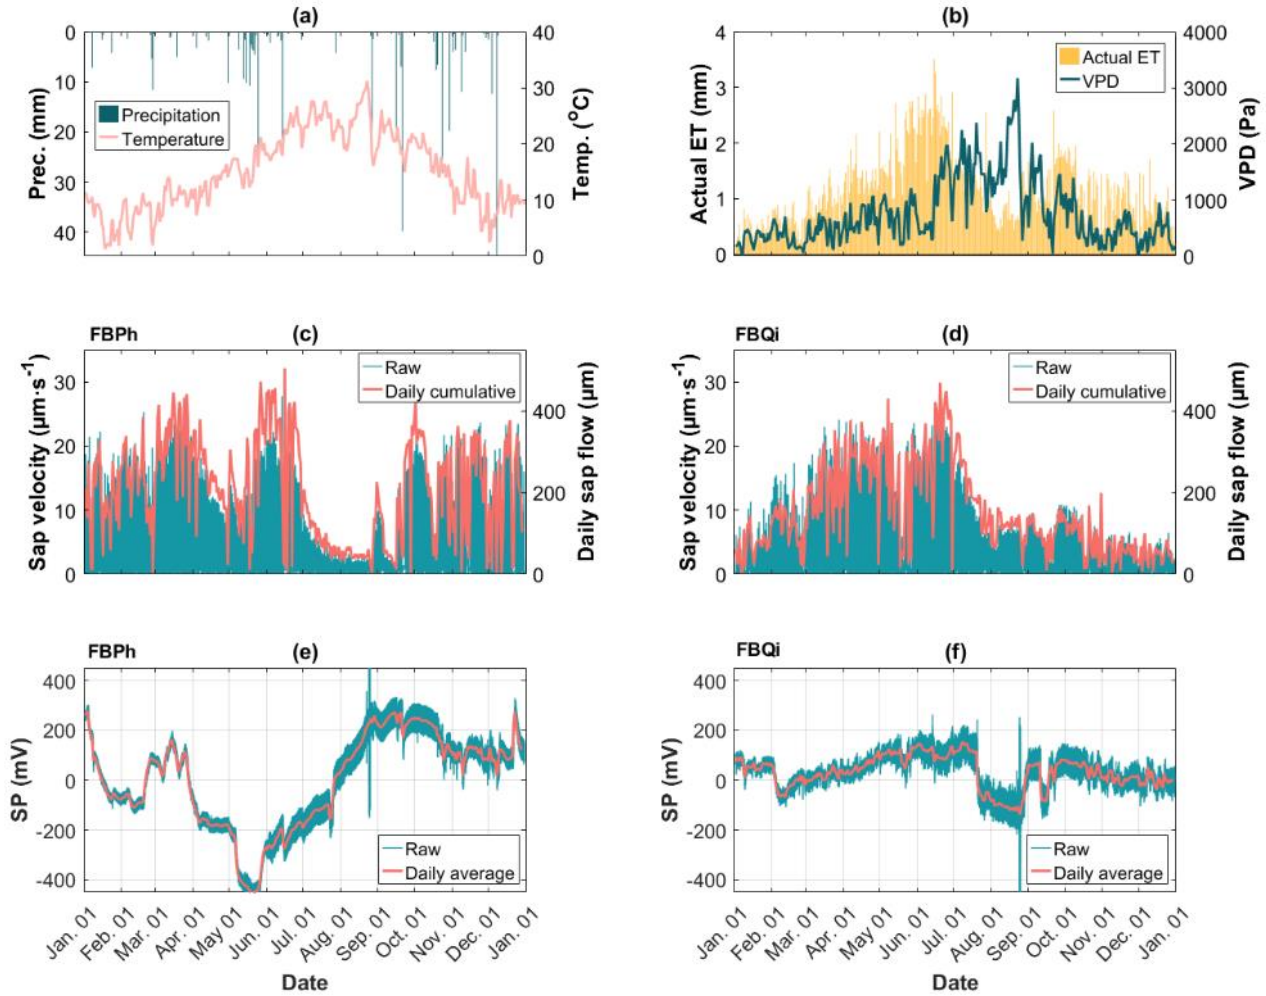 (a)
0
10
20
30
40
Prec. (mm)
Precipitation
Temperature
40
30
20
10
0
Temp. (°C)
(b)
4
3
2
1
0
Actual ET (mm)
Actual ET
VPD
4000
3000
2000
1000
0
VPD (Pa)
FBPh
(c)
30
20
10
0
Sap velocity (µm·s⁻¹)
Raw
Daily cumulative
400
200
0
Daily sap flow (µm)
FBQi
(d)
30
20
10
0
Sap velocity (µm·s⁻¹)
Raw
Daily cumulative
400
200
0
Daily sap flow (µm)
FBPh
(e)
400
200
0
-200
-400
SP (mV)
Raw
Daily average
Jan. 01
Feb. 01
Mar. 01
Apr. 01
May 01
Jun. 01
Jul. 01
Aug. 01
Sep. 01
Oct. 01
Nov. 01
Dec. 01
Jan. 01
Date
FBQi
(f)
400
200
0
-200
-400
SP (mV)
Raw
Daily average
Jan. 01
Feb. 01
Mar. 01
Apr. 01
May 01
Jun. 01
Jul. 01
Aug. 01
Sep. 01
Oct. 01
Nov. 01
Dec. 01
Jan. 01
Date